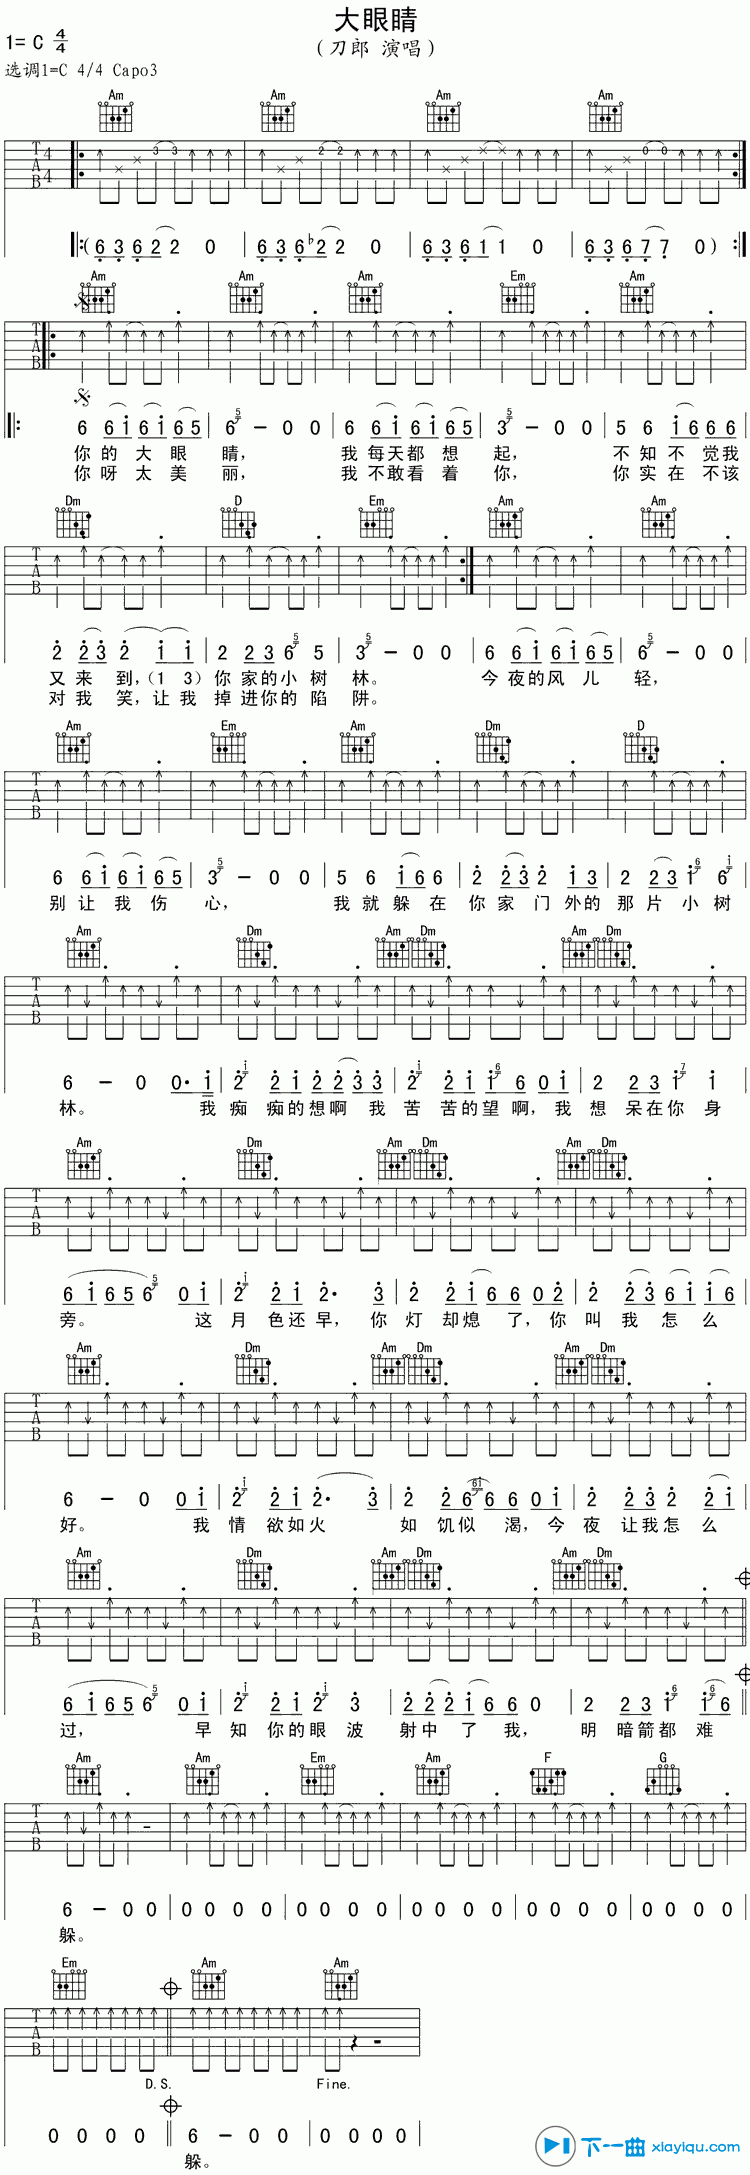 大眼睛
1= C 4/4
(刀郎 演唱)
选调1=C 4/4 Capo3
Am Am Am Am
T A B 4 4 3 3 2 2 0 0
(6 3 6 2 2 0 | 6 3 6 ♭2 2 0 | 6 3 6 1 1 0 | 6 3 6 7 7 0)
Am Am Am Em Am
T A B
6 6 i 6 i 6 5 | 6 - 0 0 | 6 6 i 6 i 6 5 | 3 - 0 0 | 5 6 i 6 6 6
你的大眼睛, 我每天都想起, 不知不觉我
你呀太美丽, 我不敢看着你, 你实在不该
Dm D Em Am Am
T A B
2 2 3 2 i i | 2 2 3 6 5 | 3 - 0 0 | 6 6 i 6 i 6 5 | 6 - 0 0
又来到,(1 3)你家的小树林。 今夜的风儿轻,
对我笑,让我掉进你的陷阱。
Am Em Am Dm D
T A B
6 6 i 6 i 6 5 | 3 - 0 0 | 5 6 i 6 6 | 2 2 3 2 i 3 | 2 2 3 i 6
别让我伤心, 我就躲在你家门外的那片小树
Am Dm Am Dm Am Dm
T A B
6 - 0 0· i | 2 2 i 2 2 3 3 | 2 2 i i 6 0 i | 2 2 3 i i
林。 我痴痴的想啊我苦苦的望啊,我想呆在你身
Am Dm Am Dm Am Dm
T A B
6 i 6 5 6 0 i | 2 2 i 2· 3 | 2 2 i 6 6 0 2 | 2 2 3 6 i i 6
旁。 这月色还早,你灯却熄了,你叫我怎么
Am Dm Am Dm Am Dm
T A B
6 - 0 0 i | 2 2 i 2· 3 | 2 2 6 6 6 0 i | 2 2 3 2 2 i
好。 我情欲如火 如饥似渴,今夜让我怎么
Am Dm Am Dm Am Dm
T A B
6 i 6 5 6 0 i | 2 2 i 2 3 | 2 2 2 i 6 6 0 | 2 2 3 i i 6
过, 早知你的眼波射中了我, 明暗箭都难
Am Am Em Am F G
T A B
6 - 0 0 | 0 0 0 0 | 0 0 0 0 | 0 0 0 0 | 0 0 0 0 | 0 0 0 0
躲。
Em Am Am
T A B
D.S. Fine.
0 0 0 0 | 6 - 0 0 | 0 0 0 0
躲。
下一曲 xiayiqu.com